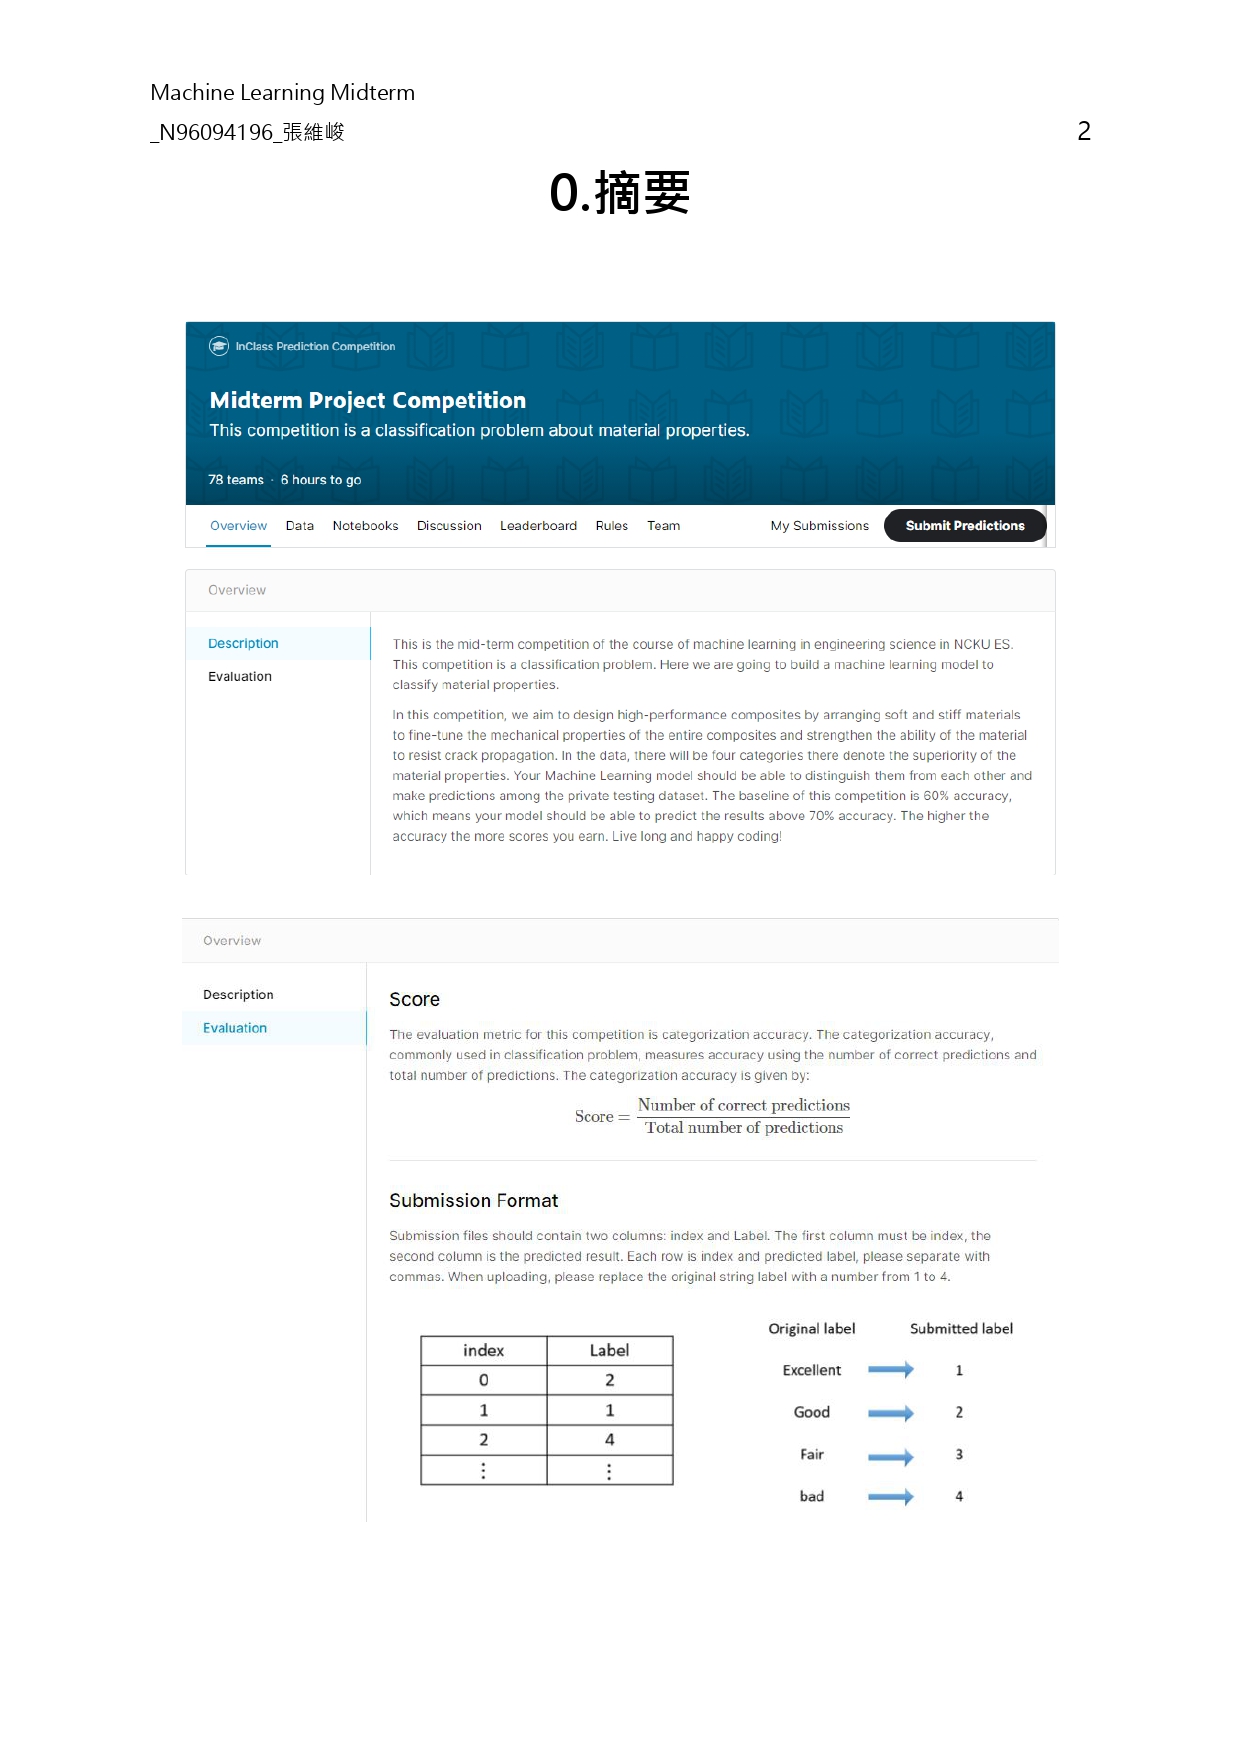 Machine Learning Midterm
_N96094196_張維峻
2
0.摘要
InClass Prediction Competition
Midterm Project Competition
This competition is a classification problem about material properties.
78 teams · 6 hours to go
Overview Data Notebooks Discussion Leaderboard Rules Team My Submissions Submit Predictions
Overview
Description
Evaluation
This is the mid-term competition of the course of machine learning in engineering science in NCKU ES.
This competition is a classification problem. Here we are going to build a machine learning model to
classify material properties.
In this competition, we aim to design high-performance composites by arranging soft and stiff materials
to fine-tune the mechanical properties of the entire composites and strengthen the ability of the material
to resist crack propagation. In the data, there will be four categories there denote the superiority of the
material properties. Your Machine Learning model should be able to distinguish them from each other and
make predictions among the private testing dataset. The baseline of this competition is 60% accuracy,
which means your model should be able to predict the results above 70% accuracy. The higher the
accuracy the more scores you earn. Live long and happy coding!
Overview
Description
Evaluation
Score
The evaluation metric for this competition is categorization accuracy. The categorization accuracy,
commonly used in classification problem, measures accuracy using the number of correct predictions and
total number of predictions. The categorization accuracy is given by:
Score = Number of correct predictions
Total number of predictions
Submission Format
Submission files should contain two columns: index and Label. The first column must be index, the
second column is the predicted result. Each row is index and predicted label, please separate with
commas. When uploading, please replace the original string label with a number from 1 to 4.
index Label
0 2
1 1
2 4
⋮ ⋮
Original label Submitted label
Excellent 1
Good 2
Fair 3
bad 4